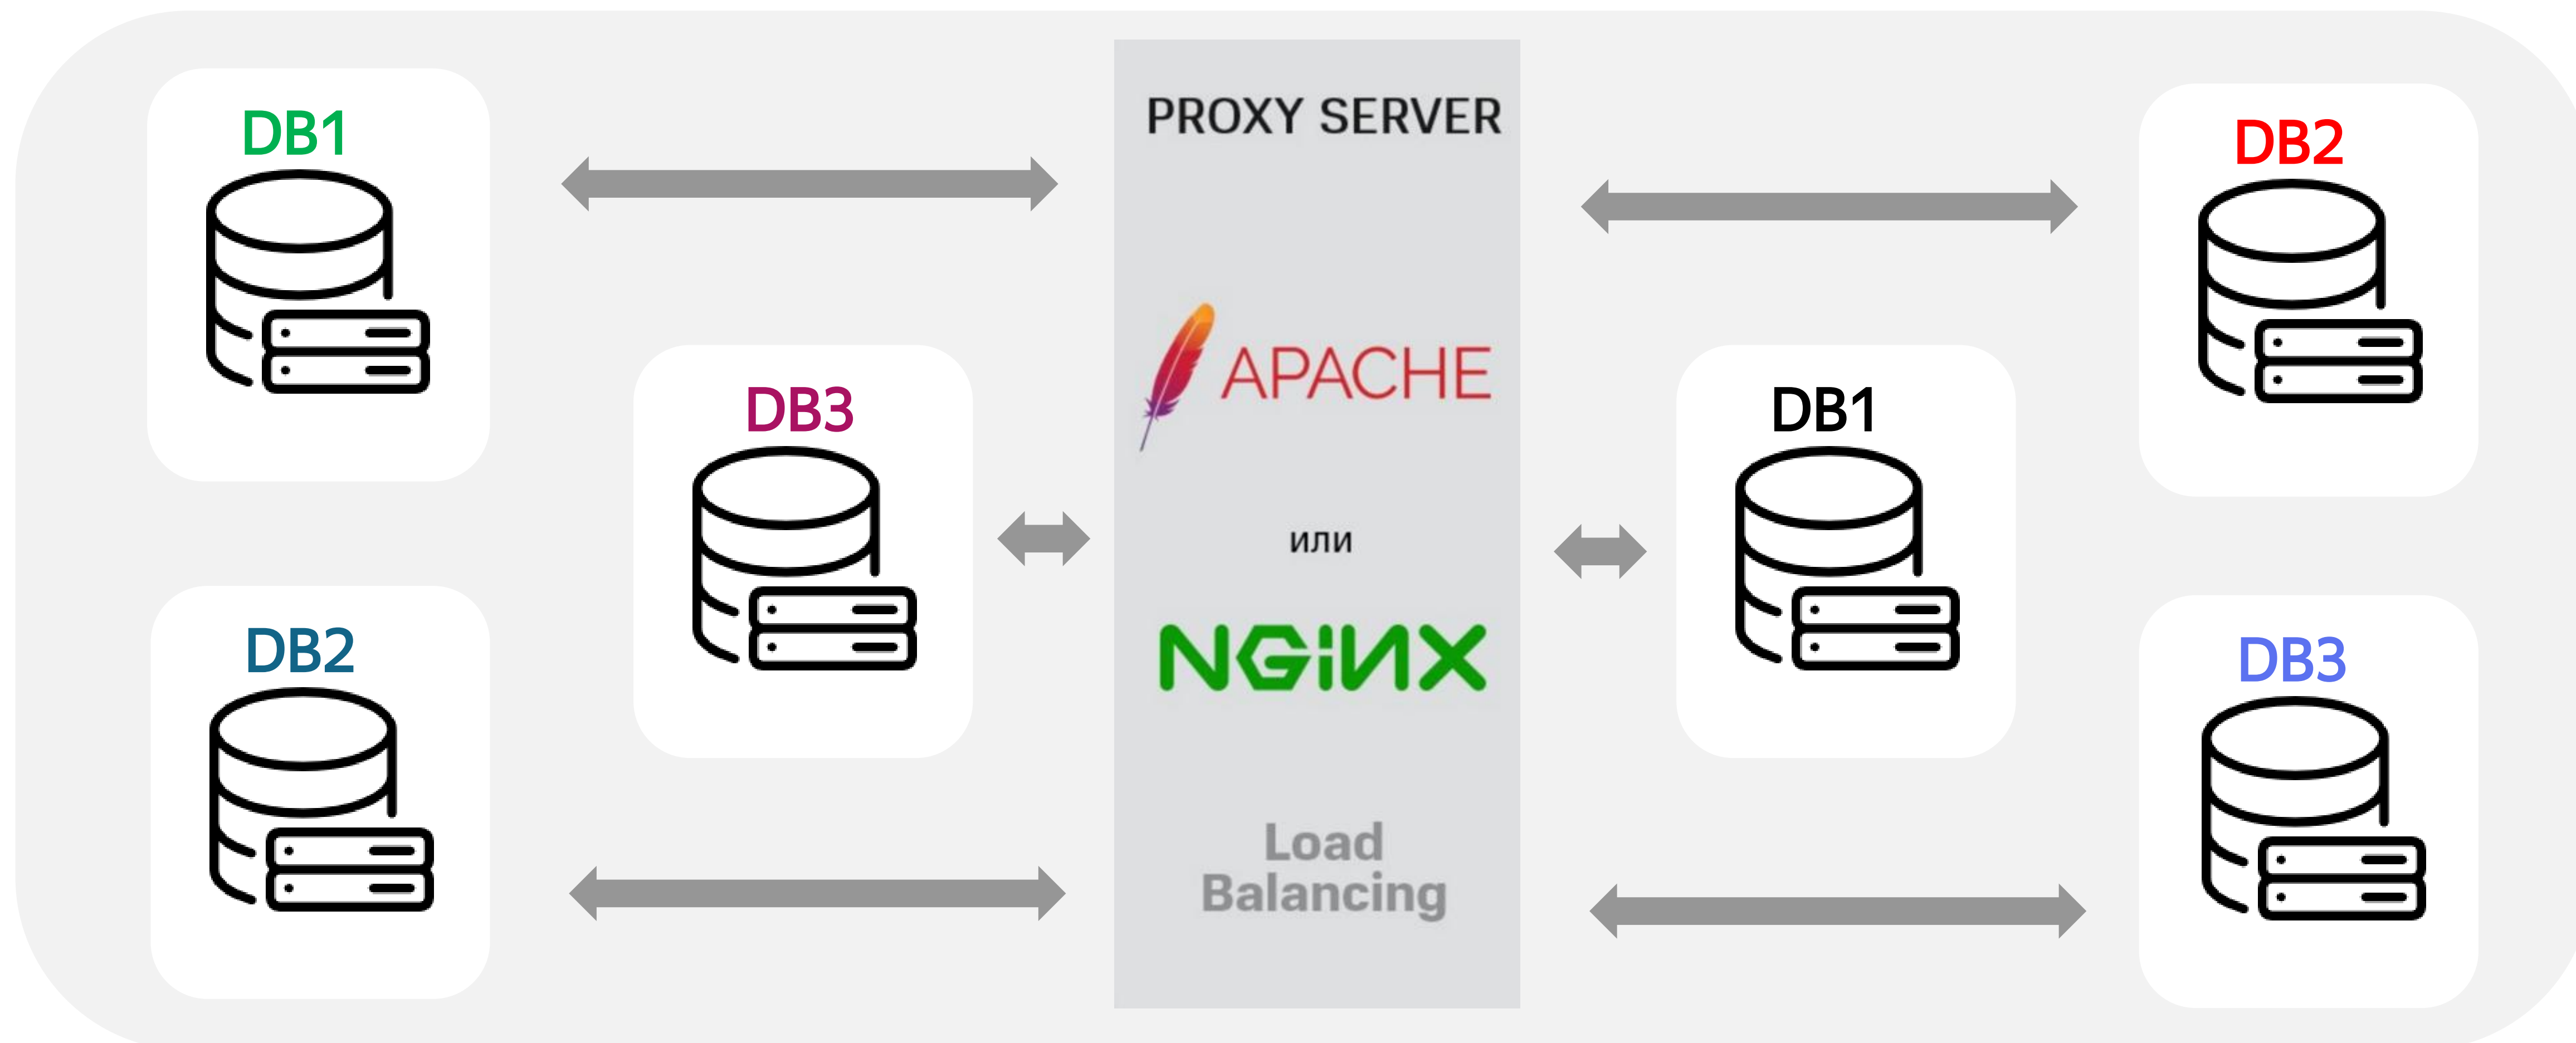 DB1
DB3
DB2
PROXY SERVER
APACHE
или
NGiNX
Load
Balancing
DB2
DB1
DB3